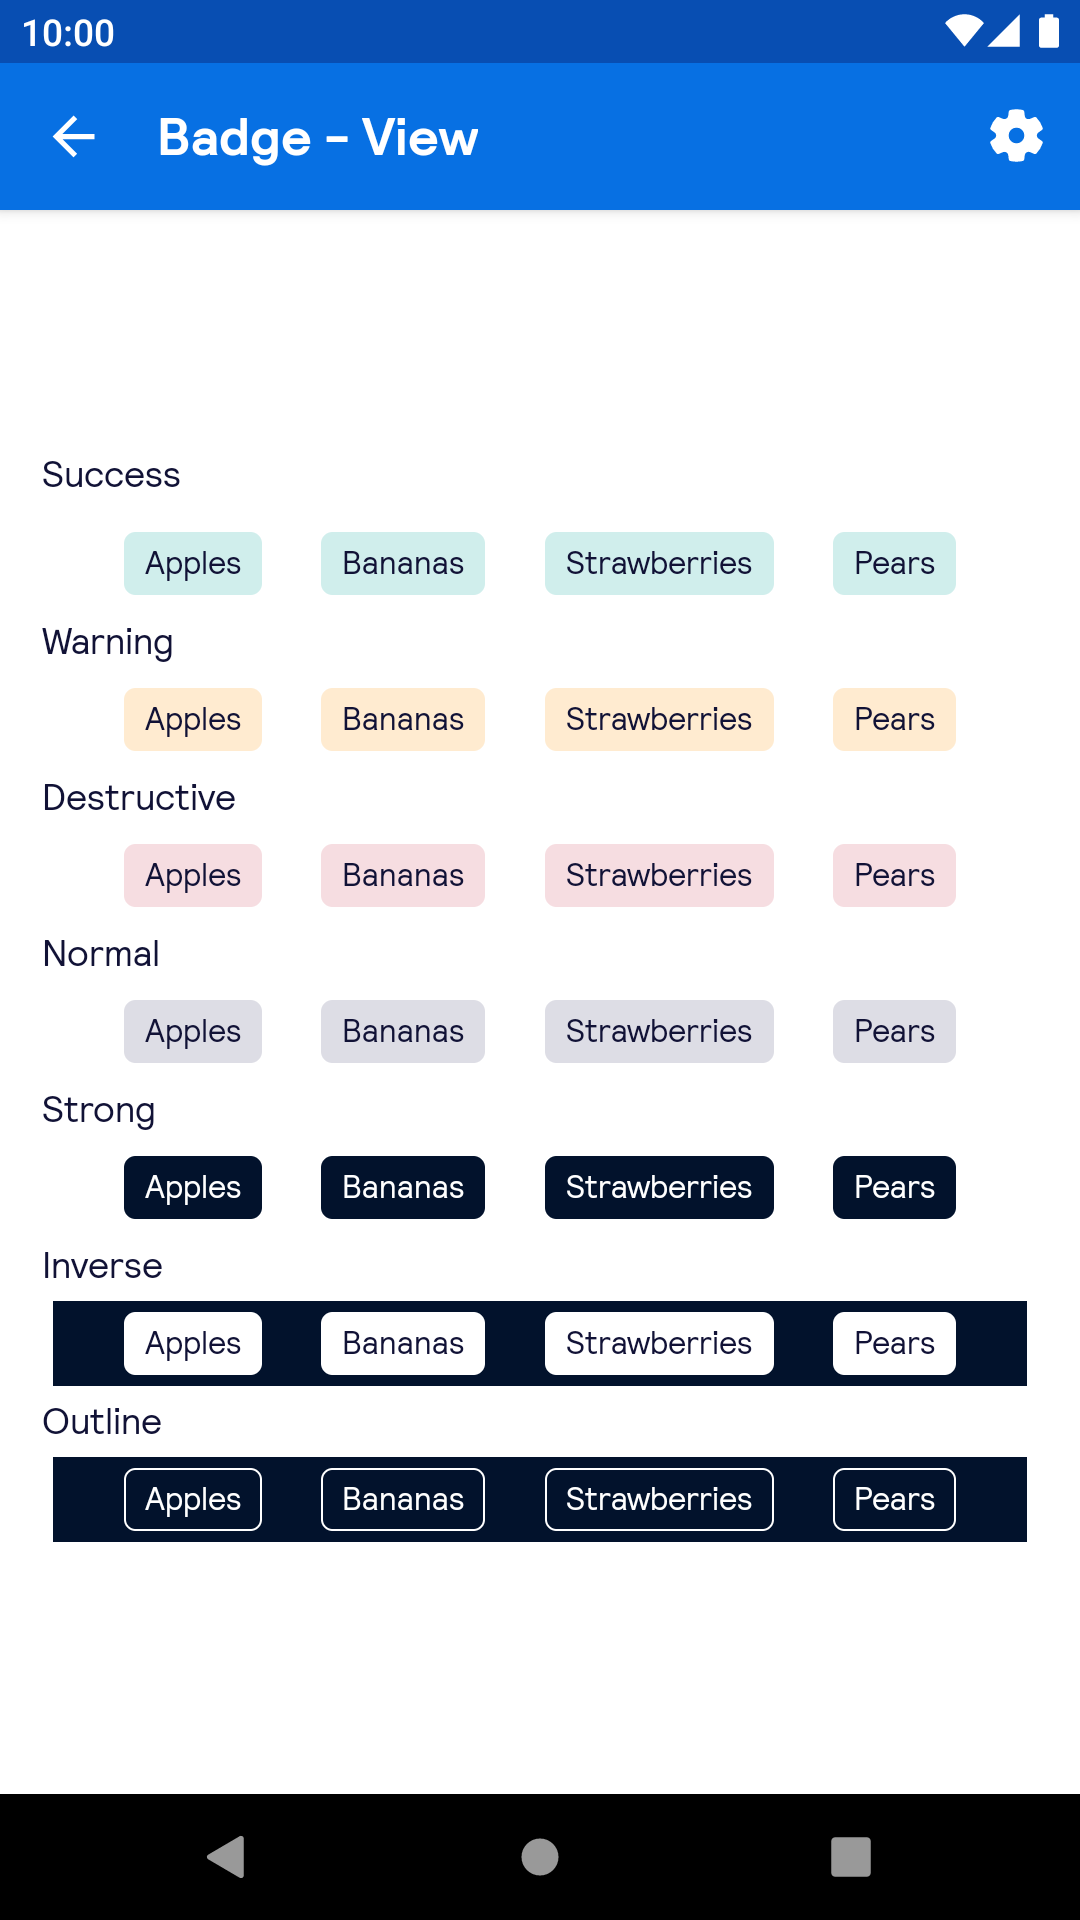 10:00
Badge - View
Success
Apples Bananas Strawberries Pears
Warning
Apples Bananas Strawberries Pears
Destructive
Apples Bananas Strawberries Pears
Normal
Apples Bananas Strawberries Pears
Strong
Apples Bananas Strawberries Pears
Inverse
Apples Bananas Strawberries Pears
Outline
Apples Bananas Strawberries Pears